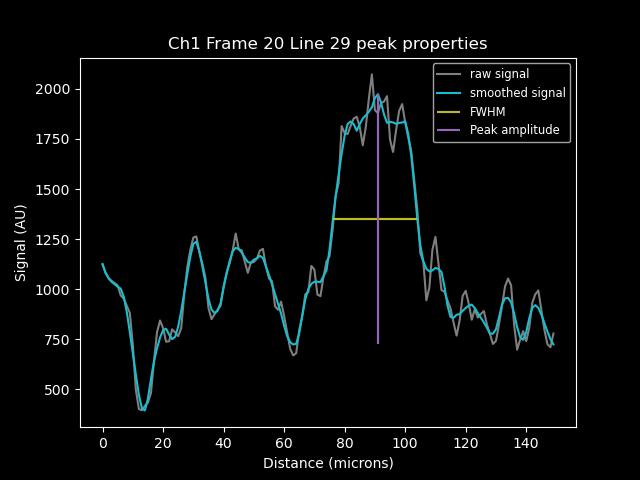 Ch1 Frame 20 Line 29 peak properties
raw signal
smoothed signal
FWHM
Peak amplitude
Signal (AU)
2000
1750
1500
1250
1000
750
500
0 20 40 60 80 100 120 140
Distance (microns)